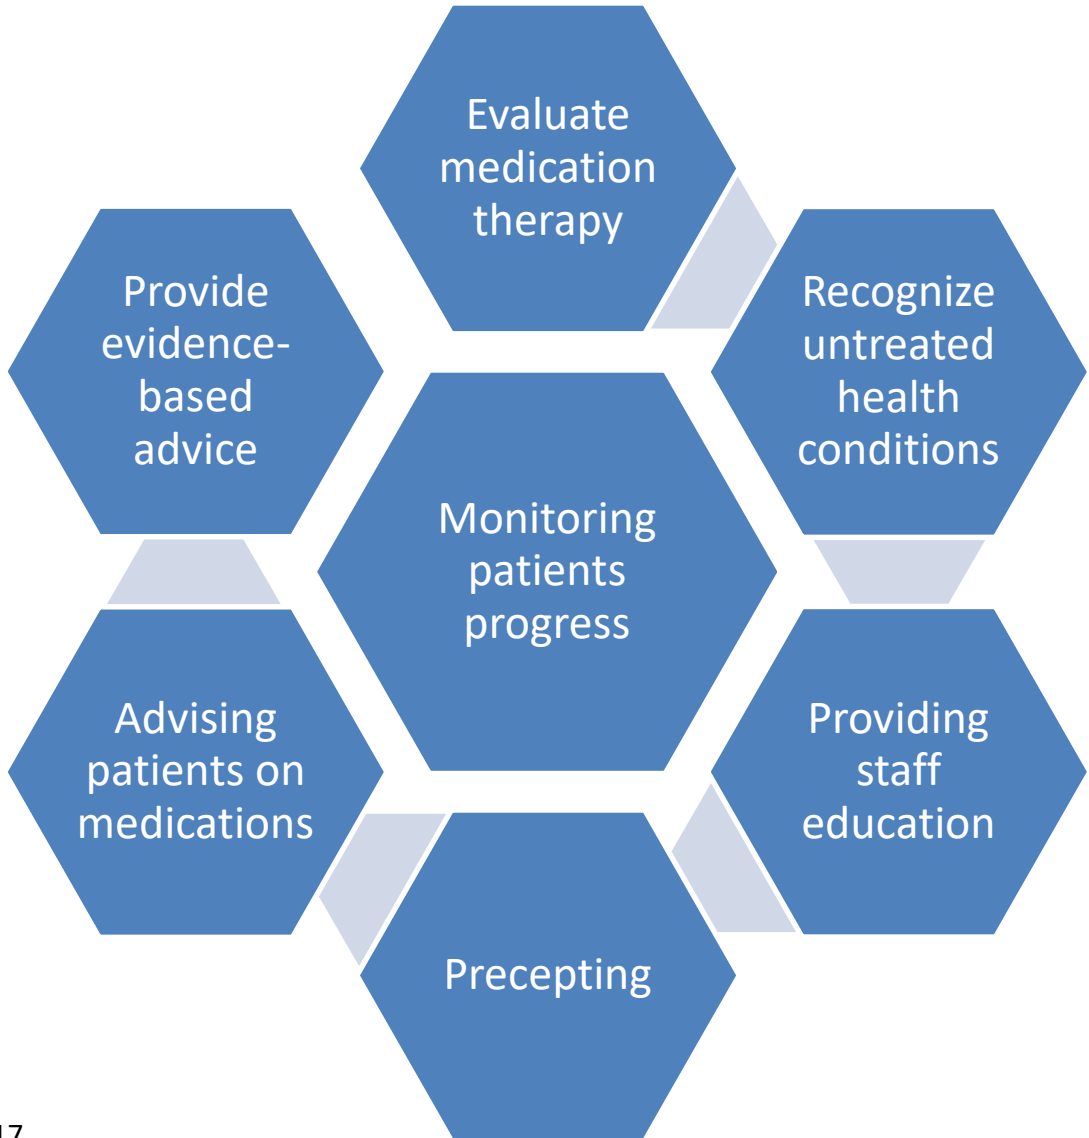 Evaluate
medication
therapy
Provide
evidence-
based
advice
Recognize
untreated
health
conditions
Monitoring
patients
progress
Advising
patients on
medications
Providing
staff
education
Precepting
17